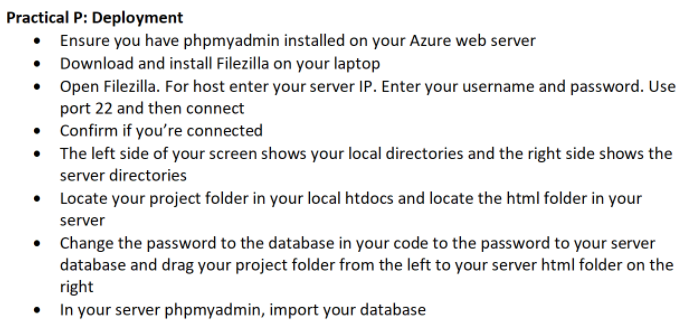 Practical P: Deployment
• Ensure you have phpmyadmin installed on your Azure web server
• Download and install Filezilla on your laptop
• Open Filezilla. For host enter your server IP. Enter your username and password. Use
port 22 and then connect
• Confirm if you're connected
• The left side of your screen shows your local directories and the right side shows the
server directories
• Locate your project folder in your local htdocs and locate the html folder in your
server
• Change the password to the database in your code to the password to your server
database and drag your project folder from the left to your server html folder on the
right
• In your server phpmyadmin, import your database